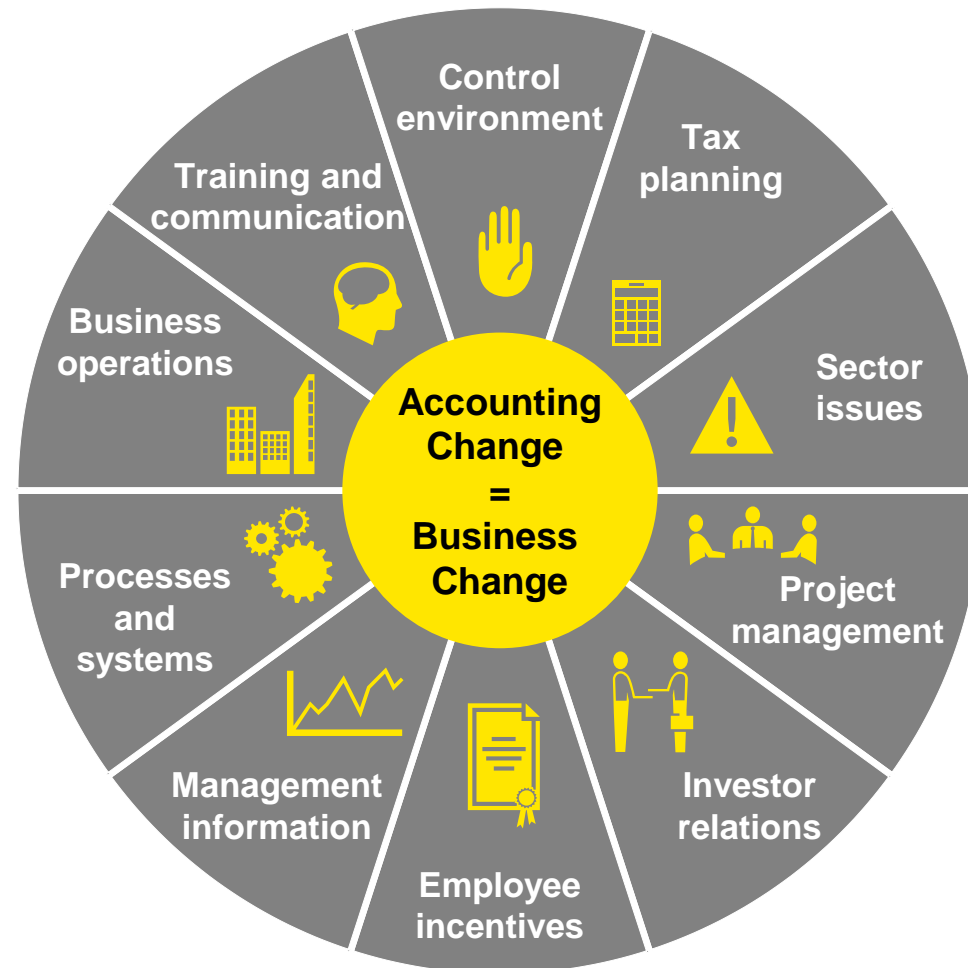 Control
environment
Tax
planning
Sector
issues
Project
management
Investor
relations
Employee
incentives
Management
information
Processes
and
systems
Business
operations
Training and
communication
Accounting
Change
=
Business
Change